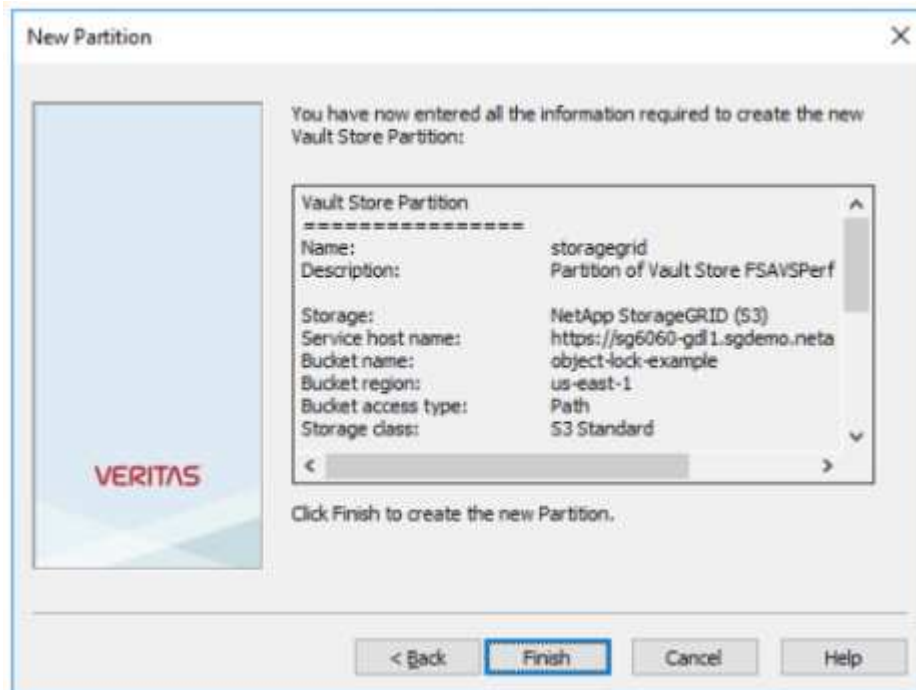 New Partition
You have now entered all the information required to create the new
Vault Store Partition:
Vault Store Partition
================
Name: storagegrid
Description: Partition of Vault Store FSAVSPerf
Storage: NetApp StorageGRID (S3)
Service host name: https://sg6060-gdl1.sgdemo.neta
Bucket name: object-lock-example
Bucket region: us-east-1
Bucket access type: Path
Storage class: S3 Standard
VERITAS
Click Finish to create the new Partition.
< Back Finish Cancel Help